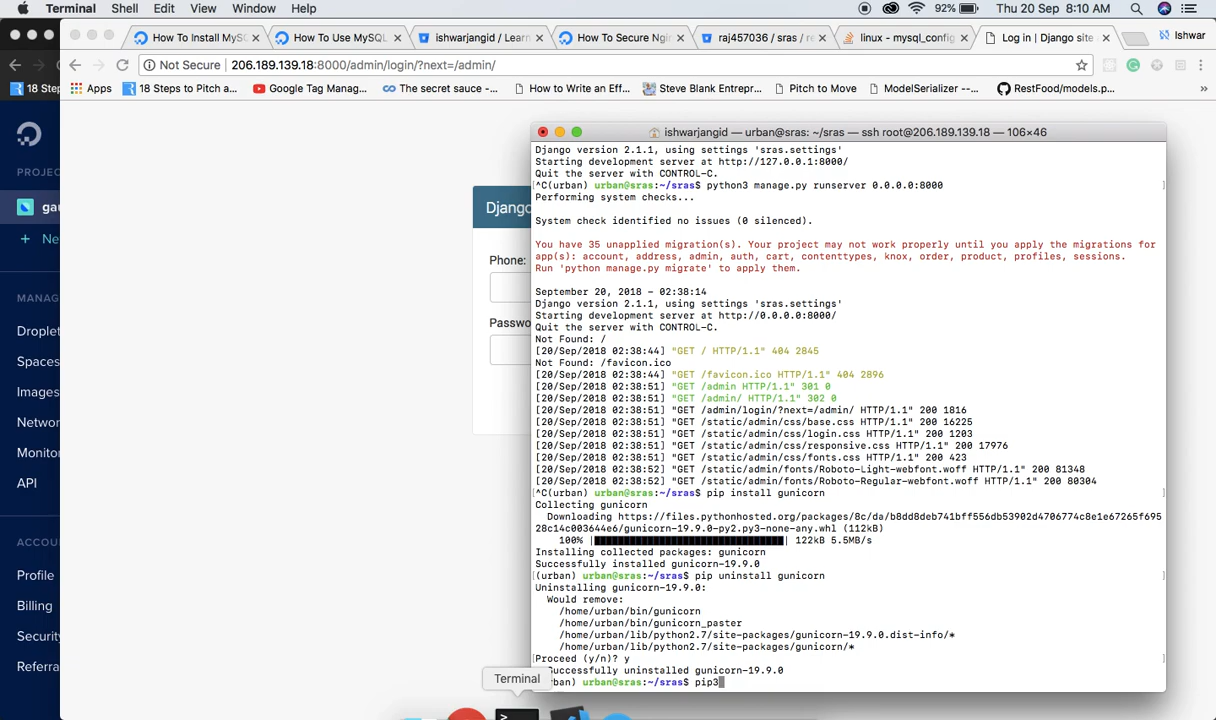 Terminal Shell Edit View Window Help 92% Thu 20 Sep 8:10 AM
How To Install MySQ
How To Use MySQL
ishwarjangid / Learn
How To Secure Ngin
raj457036 / sras / re
linux - mysql_config
Log in | Django site
Ishwar
Not Secure | 206.189.139.18:8000/admin/login/?next=/admin/
18 Step
Apps
18 Steps to Pitch a...
Google Tag Manag...
The secret sauce -...
How to Write an Eff...
Steve Blank Entrepr...
Pitch to Move
ModelSerializer --...
RestFood/models.p...
»
PROJEC
gau
+ Ne
MANAG
Droplet
Spaces
Images
Networ
Monito
API
ACCOU
Profile
Billing
Security
Referra
Django
Phone:
Passwo
ishwarjangid — urban@sras: ~/sras — ssh root@206.189.139.18 — 106×46
Django version 2.1.1, using settings 'sras.settings'
Starting development server at http://127.0.0.1:8000/
Quit the server with CONTROL-C.
^C(urban) urban@sras:~/sras$ python3 manage.py runserver 0.0.0.0:8000
Performing system checks...
System check identified no issues (0 silenced).
You have 35 unapplied migration(s). Your project may not work properly until you apply the migrations for
app(s): account, address, admin, auth, cart, contenttypes, knox, order, product, profiles, sessions.
Run 'python manage.py migrate' to apply them.
September 20, 2018 - 02:38:14
Django version 2.1.1, using settings 'sras.settings'
Starting development server at http://0.0.0.0:8000/
Quit the server with CONTROL-C.
Not Found: /
[20/Sep/2018 02:38:44] "GET / HTTP/1.1" 404 2845
Not Found: /favicon.ico
[20/Sep/2018 02:38:44] "GET /favicon.ico HTTP/1.1" 404 2896
[20/Sep/2018 02:38:51] "GET /admin HTTP/1.1" 301 0
[20/Sep/2018 02:38:51] "GET /admin/ HTTP/1.1" 302 0
[20/Sep/2018 02:38:51] "GET /admin/login/?next=/admin/ HTTP/1.1" 200 1816
[20/Sep/2018 02:38:51] "GET /static/admin/css/base.css HTTP/1.1" 200 16225
[20/Sep/2018 02:38:51] "GET /static/admin/css/login.css HTTP/1.1" 200 1203
[20/Sep/2018 02:38:51] "GET /static/admin/css/responsive.css HTTP/1.1" 200 17976
[20/Sep/2018 02:38:51] "GET /static/admin/css/fonts.css HTTP/1.1" 200 423
[20/Sep/2018 02:38:52] "GET /static/admin/fonts/Roboto-Light-webfont.woff HTTP/1.1" 200 81348
[20/Sep/2018 02:38:52] "GET /static/admin/fonts/Roboto-Regular-webfont.woff HTTP/1.1" 200 80304
^C(urban) urban@sras:~/sras$ pip install gunicorn
Collecting gunicorn
Downloading https://files.pythonhosted.org/packages/8c/da/b8dd8deb741bff556db53902d4706774c8e1e67265f695
28c14c003644e6/gunicorn-19.9.0-py2.py3-none-any.whl (112kB)
100% |████████████████████████████████| 122kB 5.5MB/s
Installing collected packages: gunicorn
Successfully installed gunicorn-19.9.0
(urban) urban@sras:~/sras$ pip uninstall gunicorn
Uninstalling gunicorn-19.9.0:
Would remove:
/home/urban/bin/gunicorn
/home/urban/bin/gunicorn_paster
/home/urban/lib/python2.7/site-packages/gunicorn-19.9.0.dist-info/*
/home/urban/lib/python2.7/site-packages/gunicorn/*
Proceed (y/n)? y
Successfully uninstalled gunicorn-19.9.0
rban) urban@sras:~/sras$ pip3
Terminal